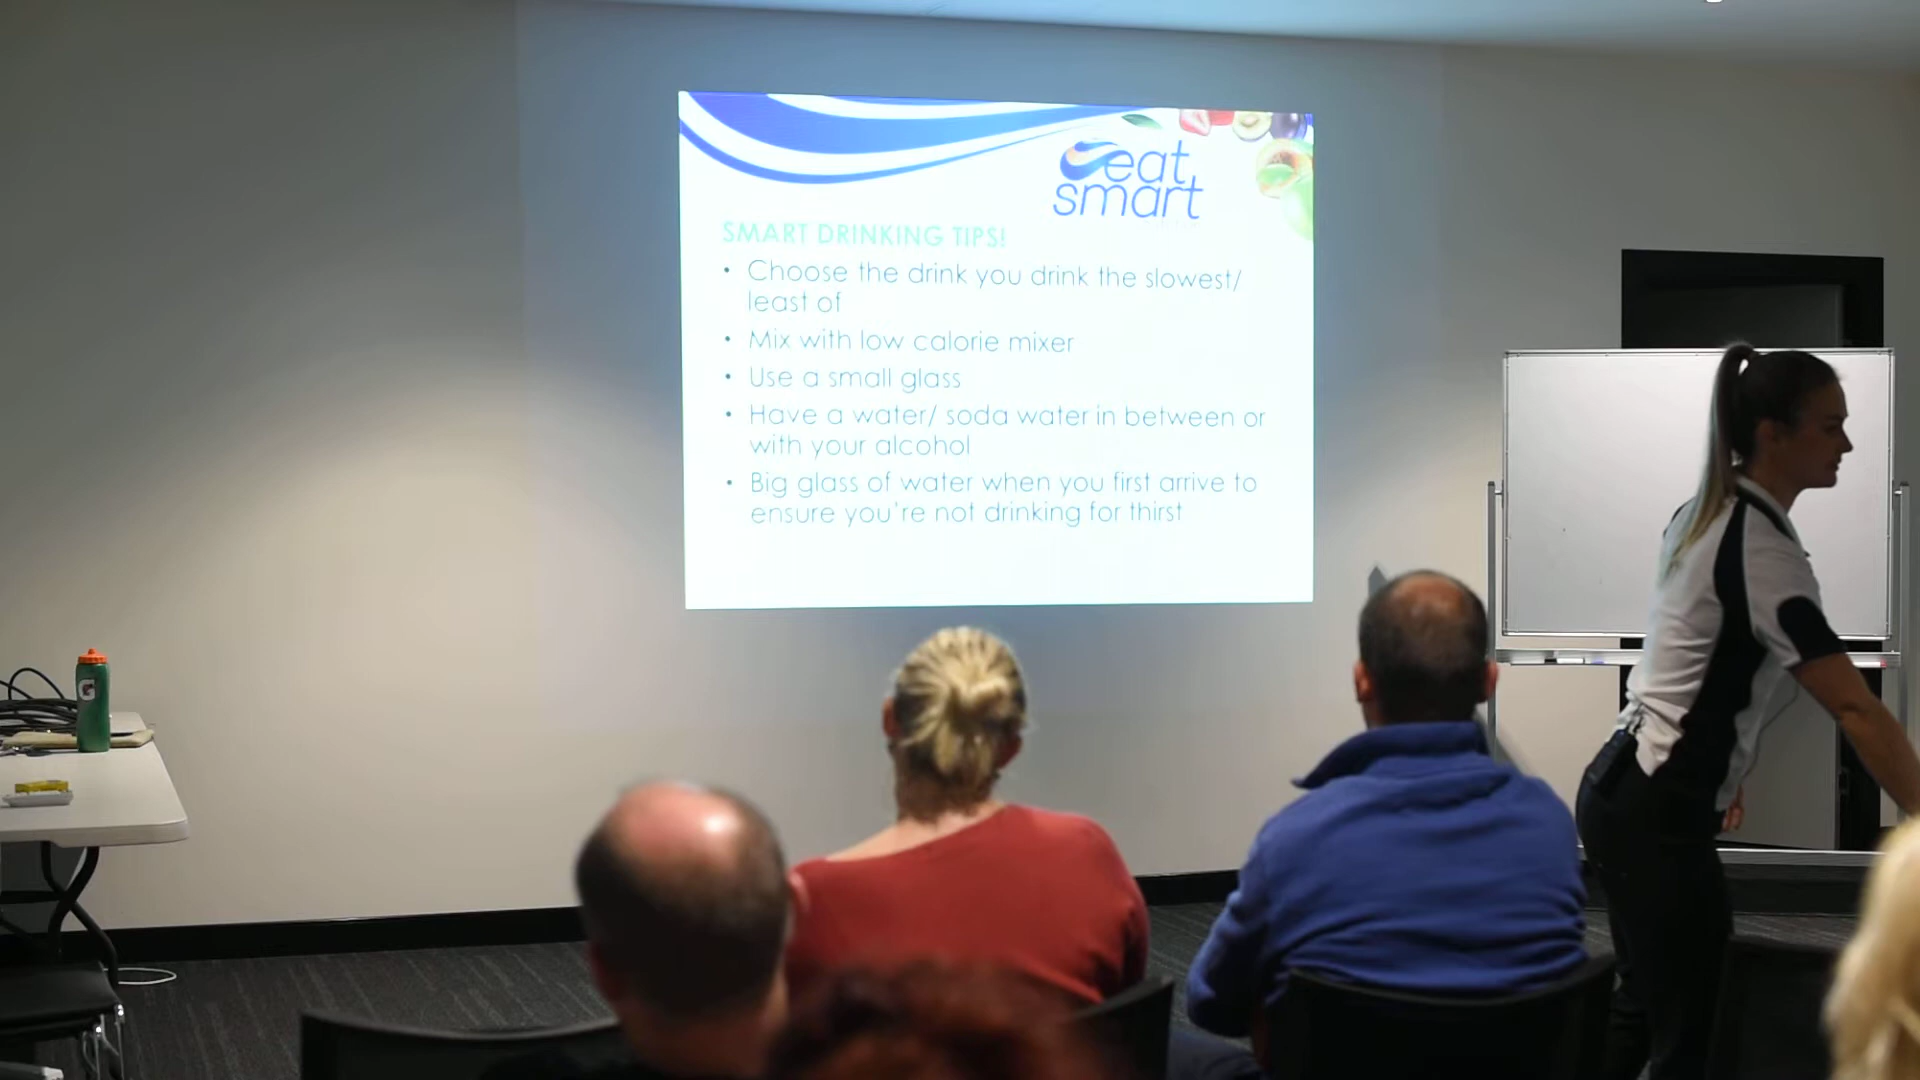 eat
smart
SMART DRINKING TIPS!
• Choose the drink you drink the slowest/
least of
• Mix with low calorie mixer
• Use a small glass
• Have a water/ soda water in between or
with your alcohol
• Big glass of water when you first arrive to
ensure you're not drinking for thirst
G